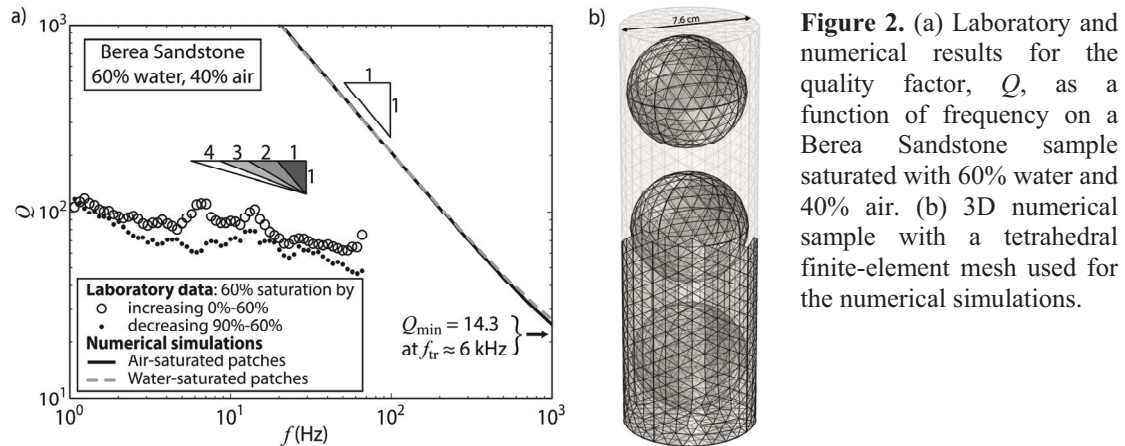 a)
10³
Berea Sandstone
60% water, 40% air
1
1
4 3 2 1
1
10²
Q
Laboratory data: 60% saturation by
increasing 0%-60%
decreasing 90%-60%
Numerical simulations
Air-saturated patches
Water-saturated patches
Qmin = 14.3
at ftr ≈ 6 kHz
10¹
10⁰ 10¹ 10² 10³
f (Hz)
b)
7.6 cm
Figure 2. (a) Laboratory and
numerical results for the
quality factor, Q, as a
function of frequency on a
Berea Sandstone sample
saturated with 60% water and
40% air. (b) 3D numerical
sample with a tetrahedral
finite-element mesh used for
the numerical simulations.